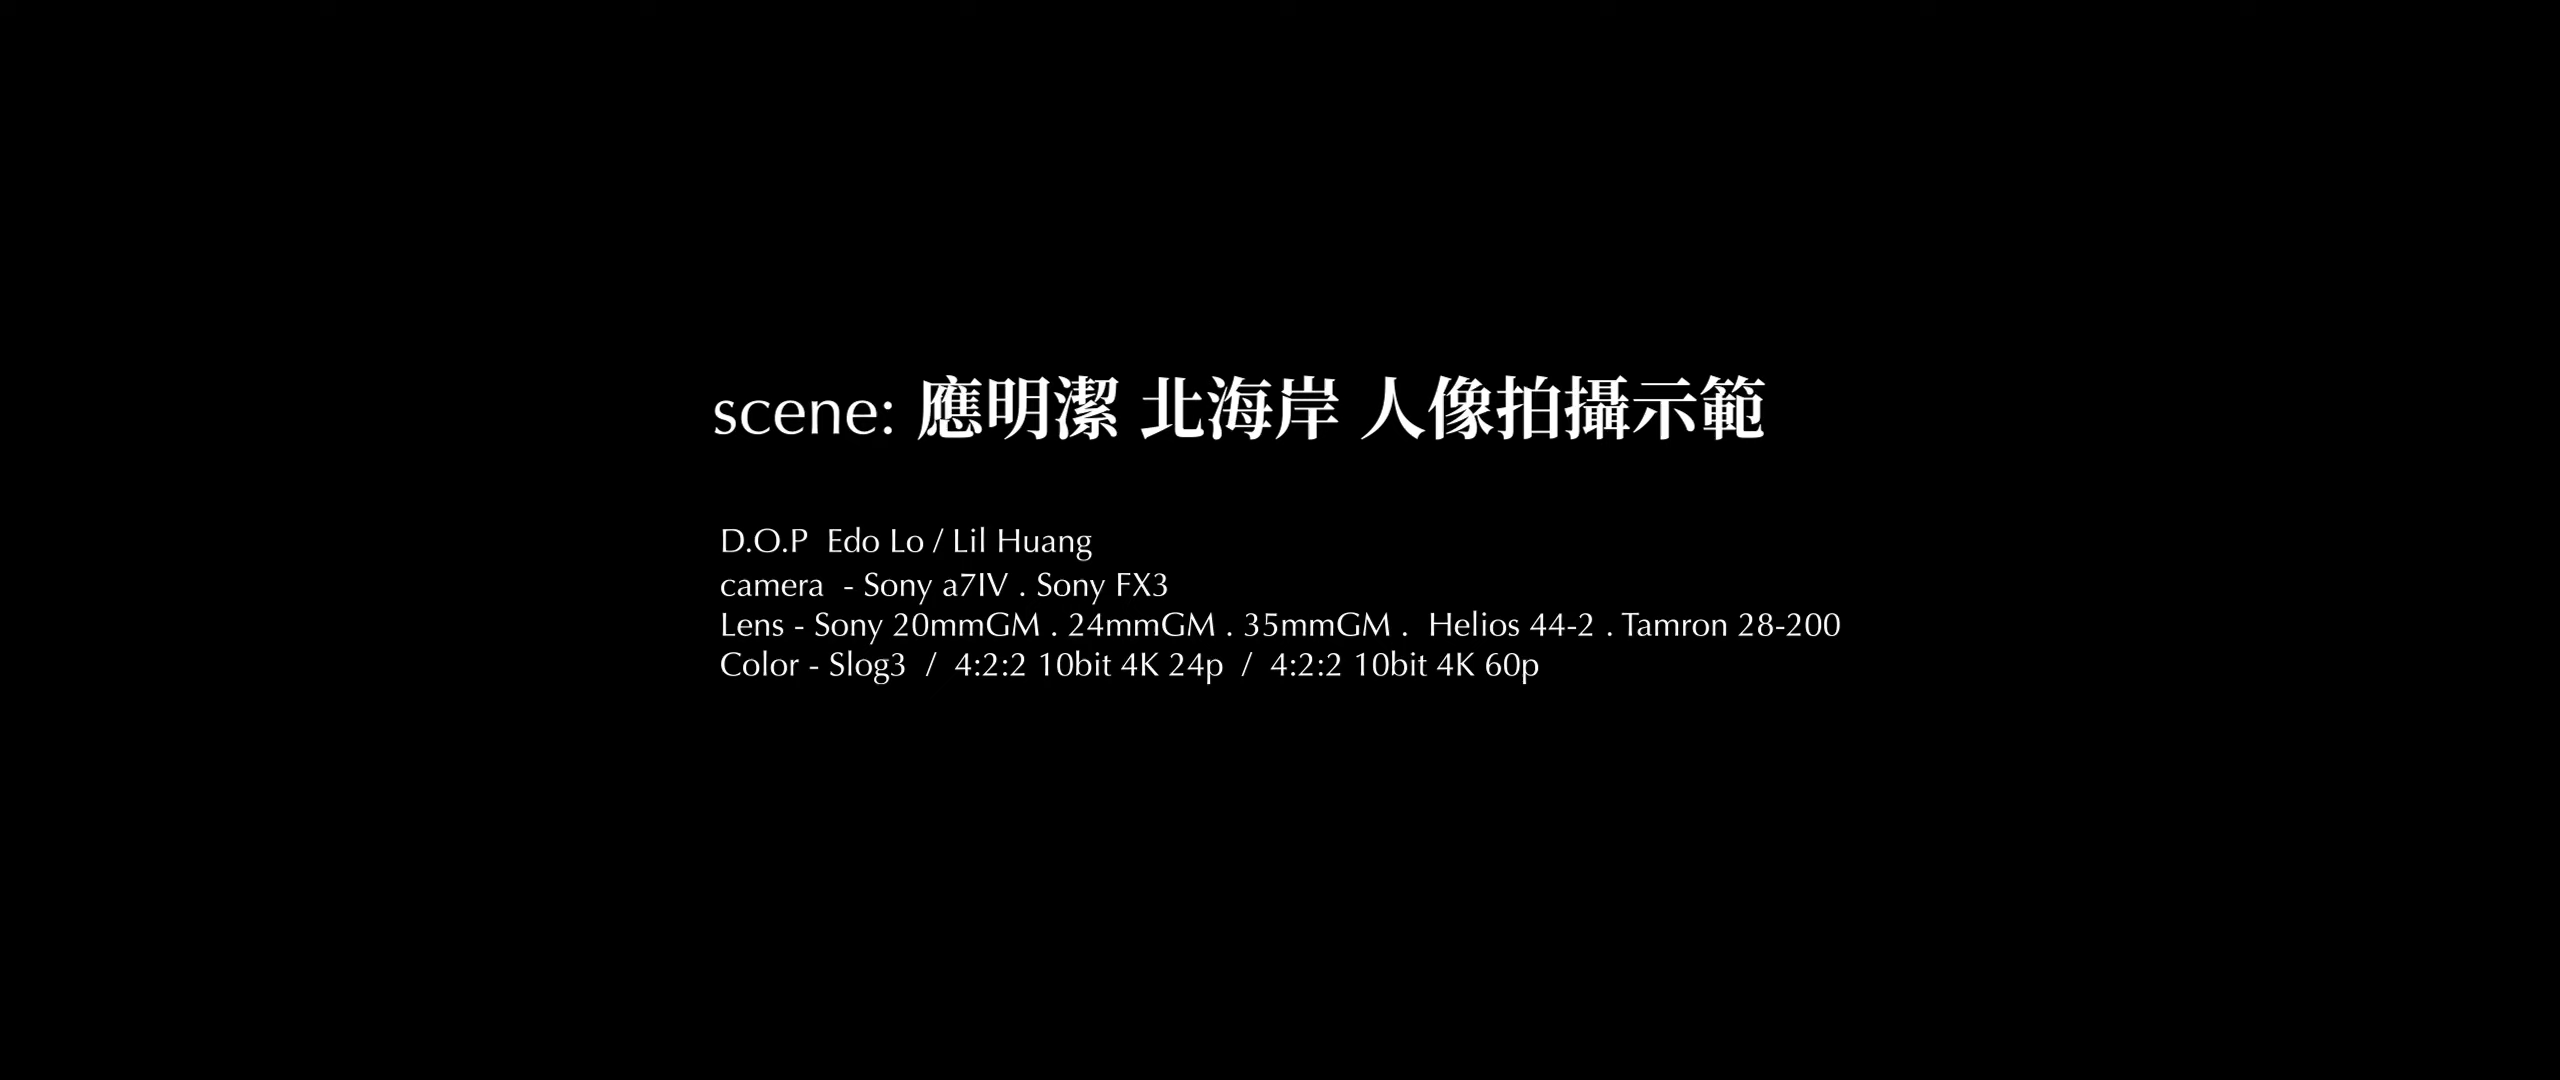 scene: 應明潔 北海岸 人像拍攝示範
D.O.P  Edo Lo / Lil Huang
camera  - Sony a7IV . Sony FX3
Lens - Sony 20mmGM . 24mmGM . 35mmGM .  Helios 44-2 . Tamron 28-200
Color - Slog3  /  4:2:2 10bit 4K 24p  /  4:2:2 10bit 4K 60p